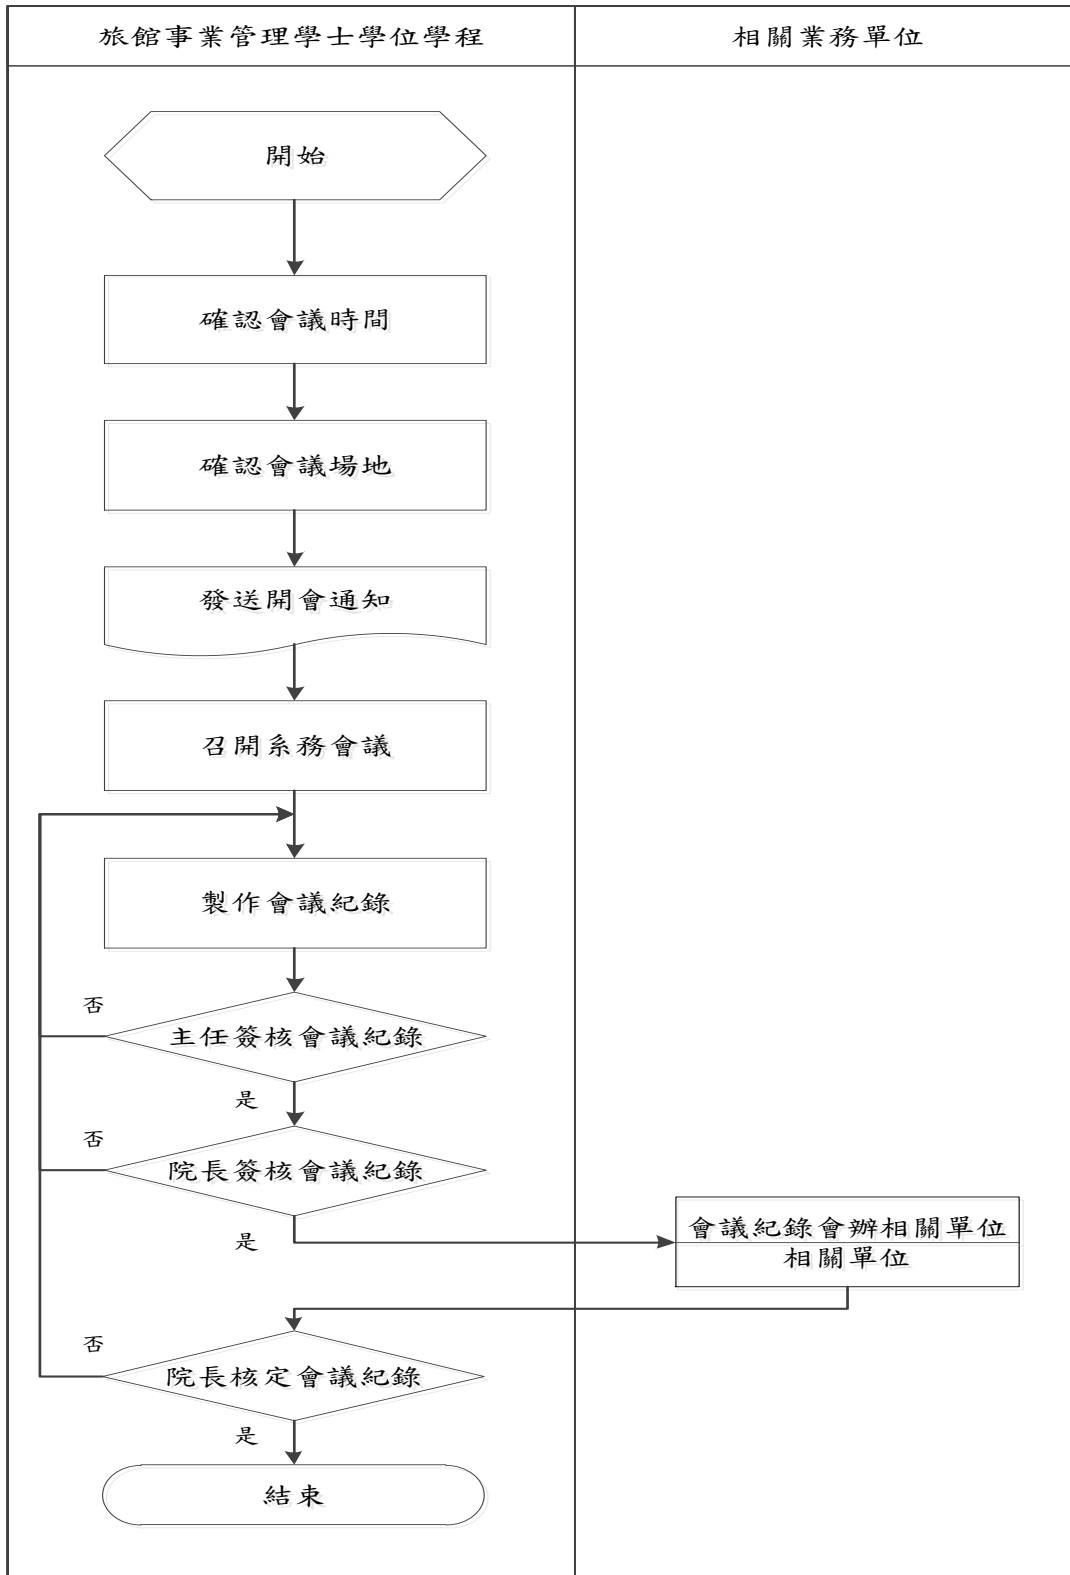 旅館事業管理學士學位學程
相關業務單位
開始
確認會議時間
確認會議場地
發送開會通知
召開系務會議
製作會議紀錄
否
主任簽核會議紀錄
是
否
院長簽核會議紀錄
是
會議紀錄會辦相關單位
相關單位
否
院長核定會議紀錄
是
結束